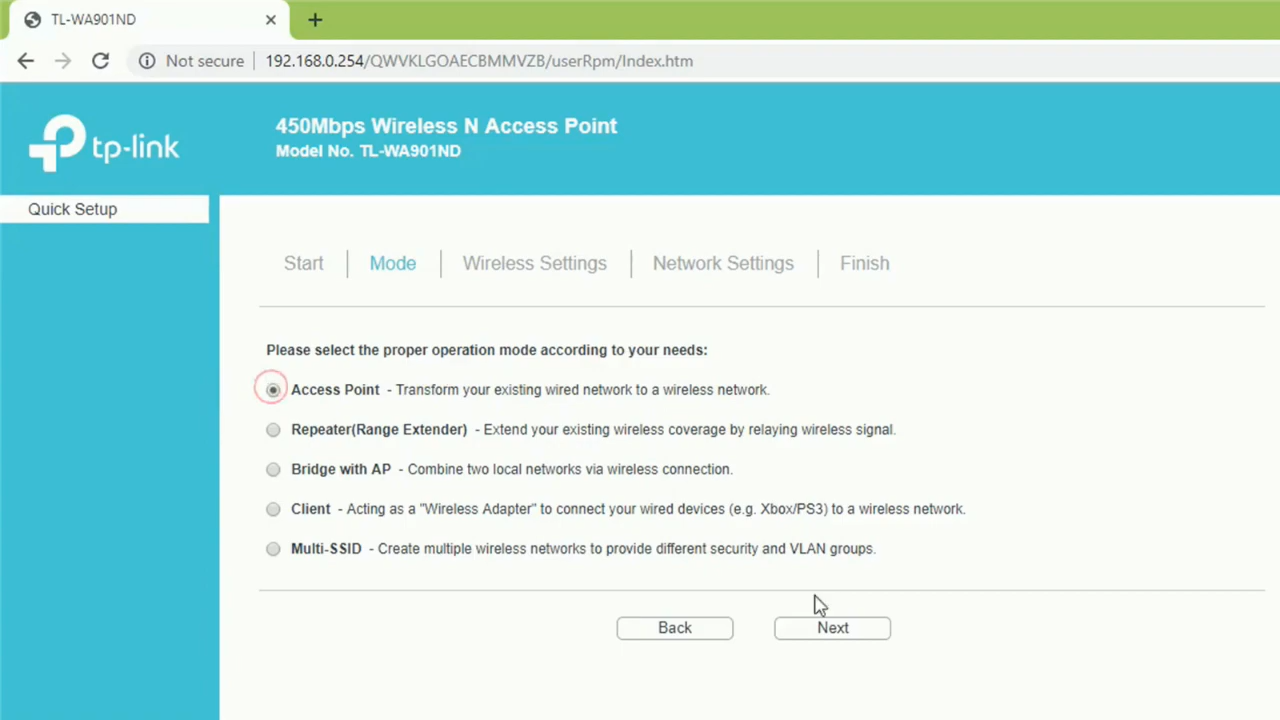 TL-WA901ND
Not secure 192.168.0.254/QWVKLGOAECBMMVZB/userRpm/Index.htm
tp-link
450Mbps Wireless N Access Point
Model No. TL-WA901ND
Quick Setup
Start Mode Wireless Settings Network Settings Finish
Please select the proper operation mode according to your needs:
Access Point - Transform your existing wired network to a wireless network.
Repeater(Range Extender) - Extend your existing wireless coverage by relaying wireless signal.
Bridge with AP - Combine two local networks via wireless connection.
Client - Acting as a "Wireless Adapter" to connect your wired devices (e.g. Xbox/PS3) to a wireless network.
Multi-SSID - Create multiple wireless networks to provide different security and VLAN groups.
Back Next